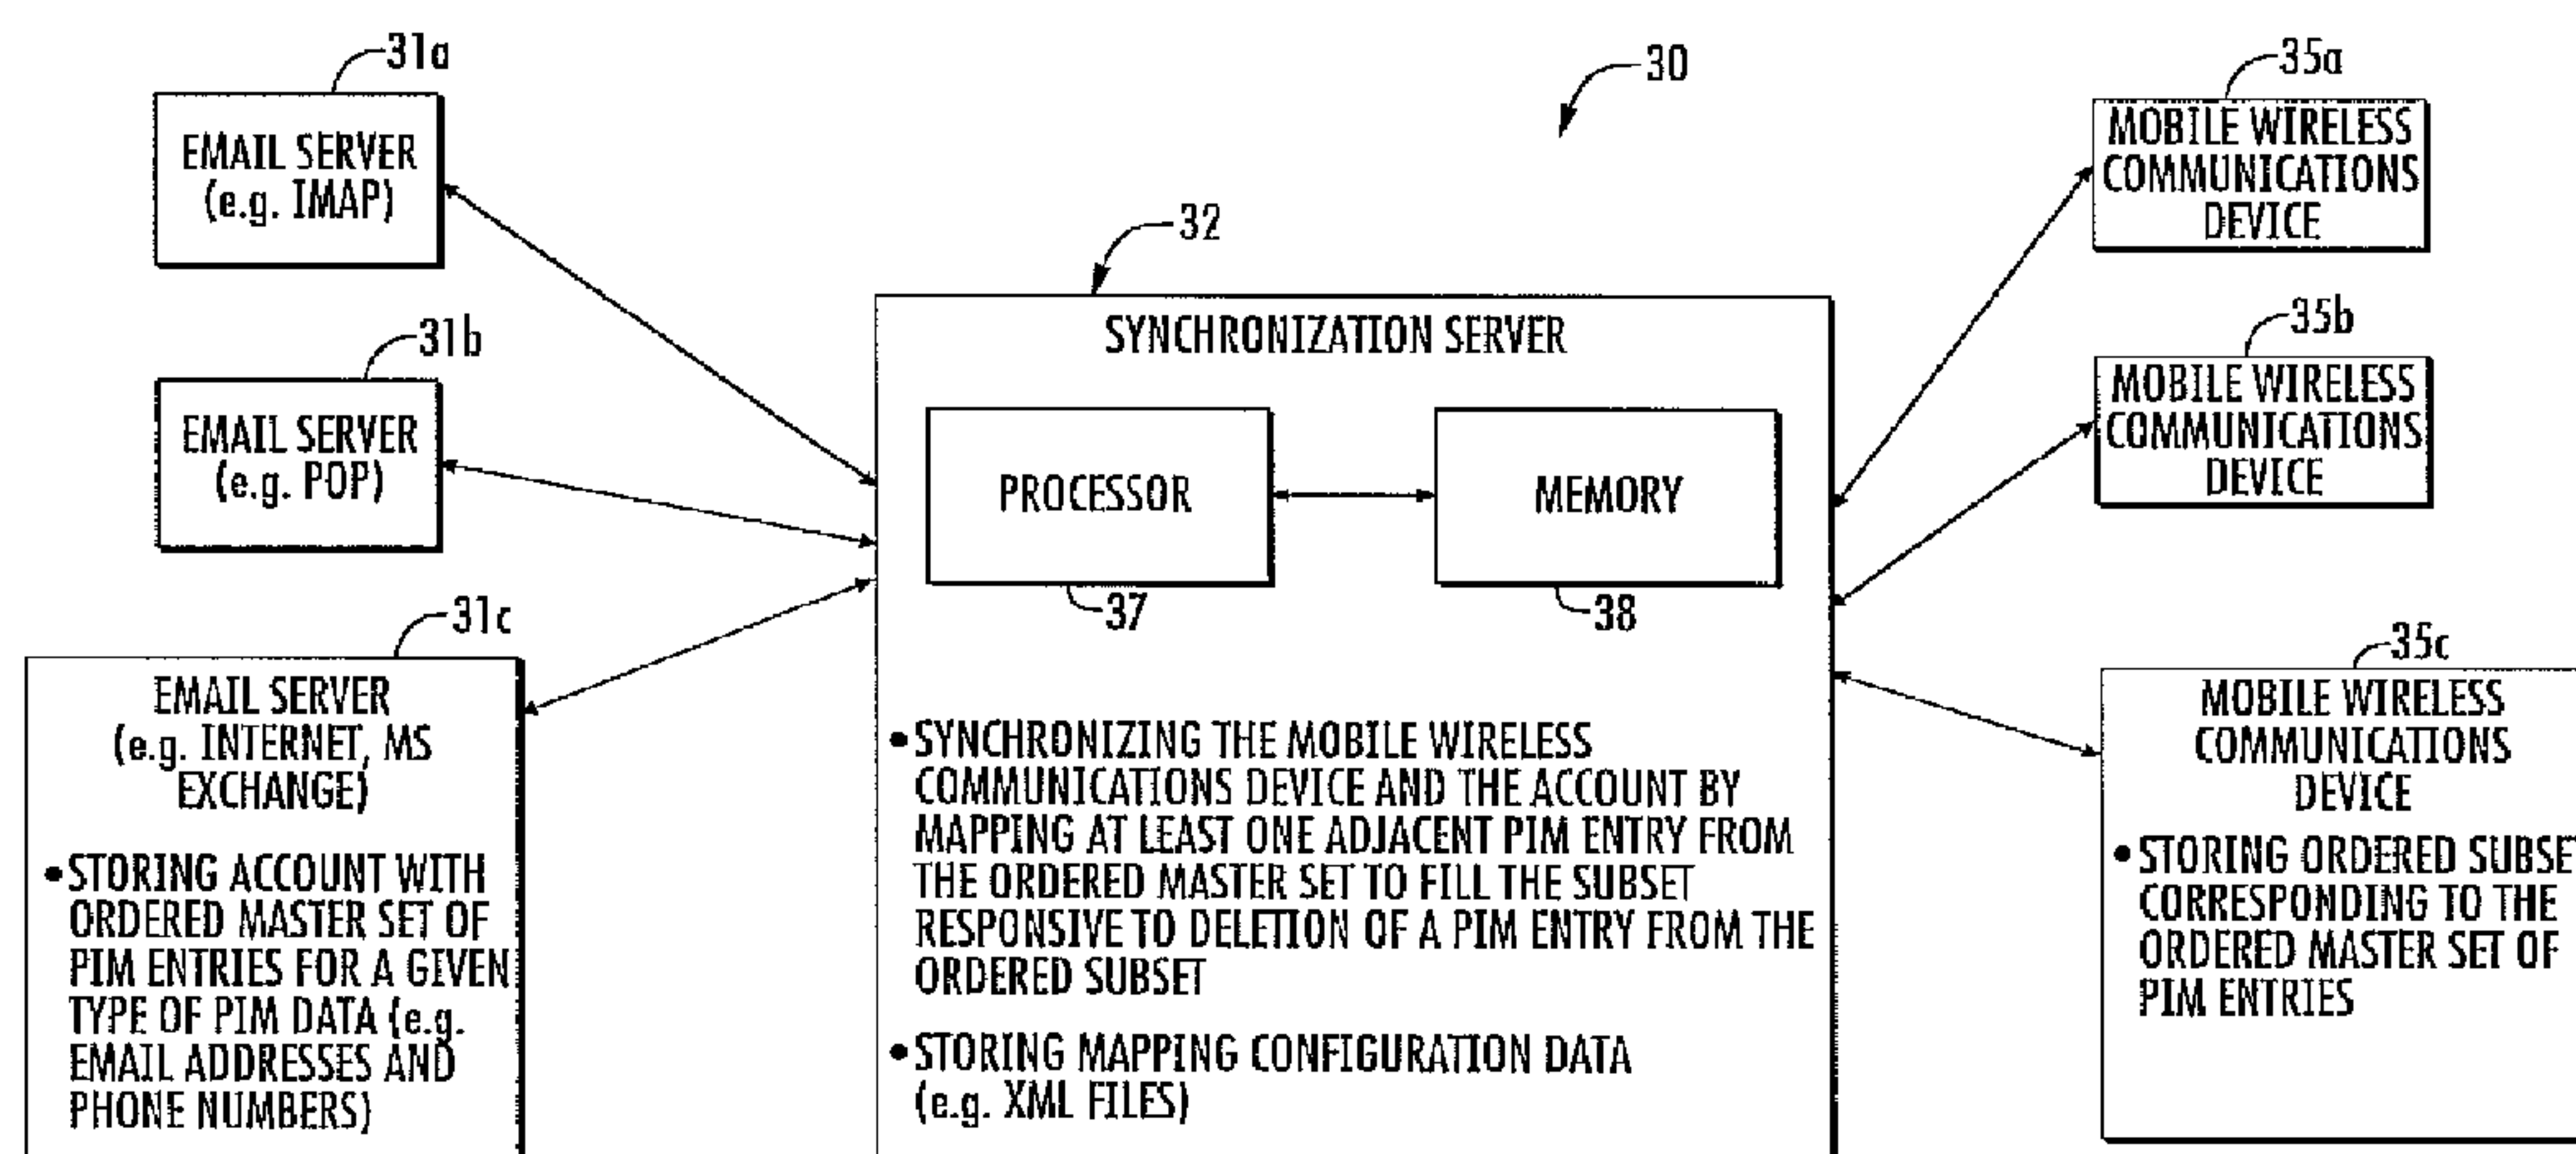 31a
EMAIL SERVER
(e.g. IMAP)
31b
EMAIL SERVER
(e.g. POP)
31c
EMAIL SERVER
(e.g. INTERNET, MS
EXCHANGE)
•STORING ACCOUNT WITH
ORDERED MASTER SET OF
PIM ENTRIES FOR A GIVEN
TYPE OF PIM DATA (e.g.
EMAIL ADDRESSES AND
PHONE NUMBERS)
30
32
SYNCHRONIZATION SERVER
PROCESSOR
MEMORY
37
38
•SYNCHRONIZING THE MOBILE WIRELESS
COMMUNICATIONS DEVICE AND THE ACCOUNT BY
MAPPING AT LEAST ONE ADJACENT PIM ENTRY FROM
THE ORDERED MASTER SET TO FILL THE SUBSET
RESPONSIVE TO DELETION OF A PIM ENTRY FROM THE
ORDERED SUBSET
•STORING MAPPING CONFIGURATION DATA
(e.g. XML FILES)
35a
MOBILE WIRELESS
COMMUNICATIONS
DEVICE
35b
MOBILE WIRELESS
COMMUNICATIONS
DEVICE
35c
MOBILE WIRELESS
COMMUNICATIONS
DEVICE
•STORING ORDERED SUBSET
CORRESPONDING TO THE
ORDERED MASTER SET OF
PIM ENTRIES